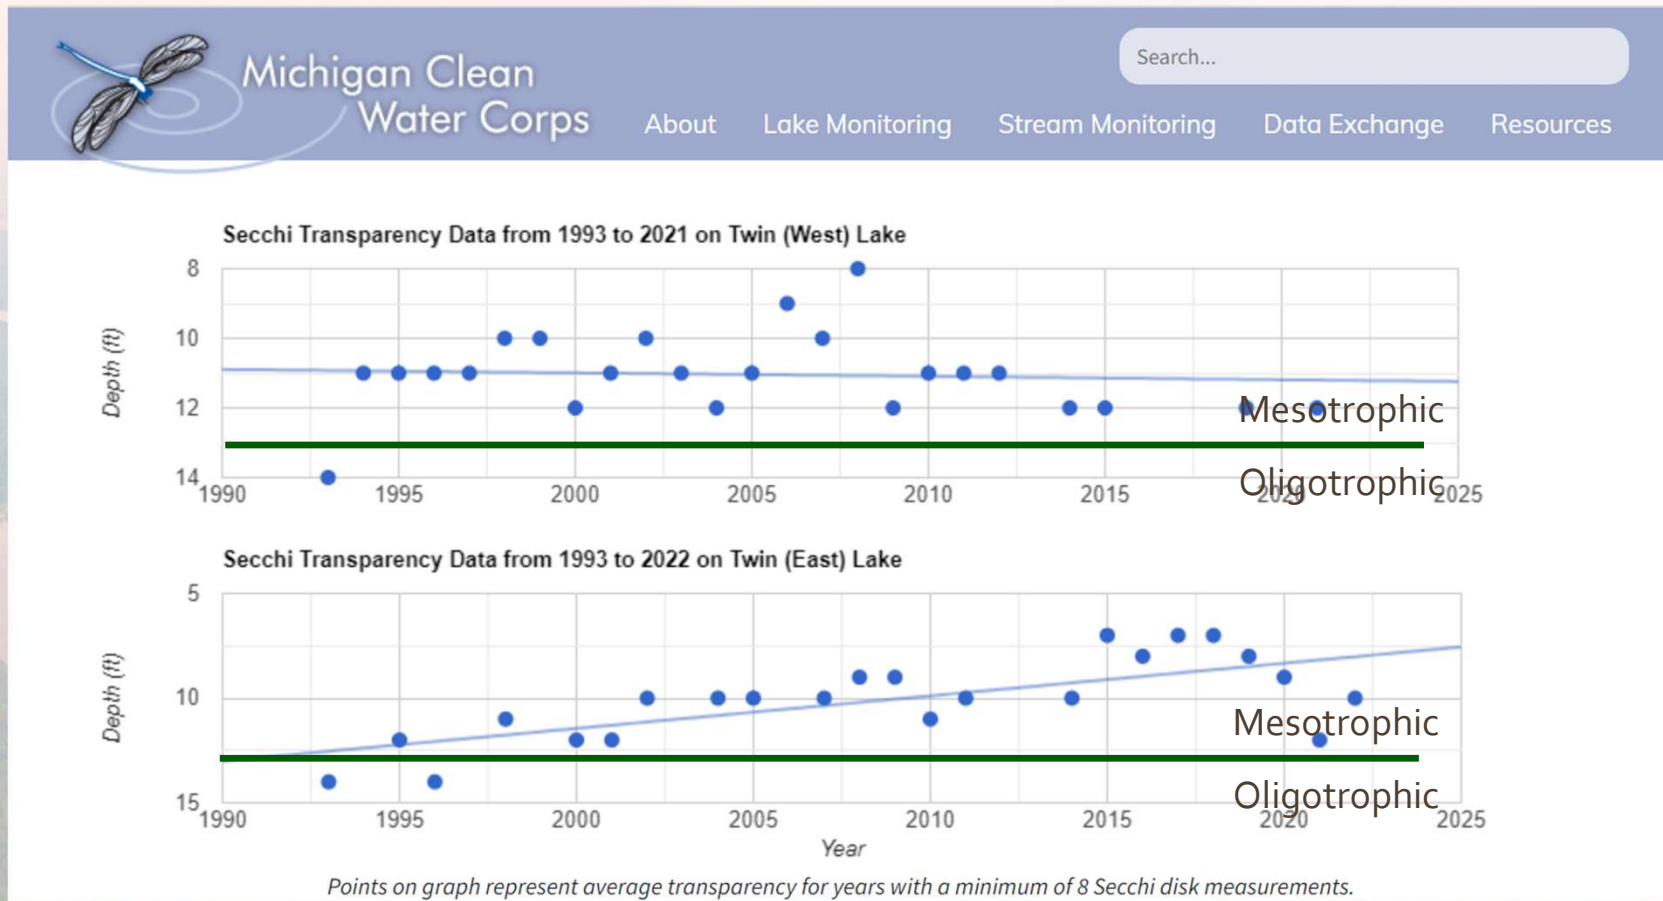 Michigan Clean
Water Corps
Search...
About Lake Monitoring Stream Monitoring Data Exchange Resources
Secchi Transparency Data from 1993 to 2021 on Twin (West) Lake
Depth (ft)
8
10
12
14
Mesotrophic
Oligotrophic
1990 1995 2000 2005 2010 2015 2020 2025
Secchi Transparency Data from 1993 to 2022 on Twin (East) Lake
Depth (ft)
5
10
15
Mesotrophic
Oligotrophic
1990 1995 2000 2005 2010 2015 2020 2025
Year
Points on graph represent average transparency for years with a minimum of 8 Secchi disk measurements.